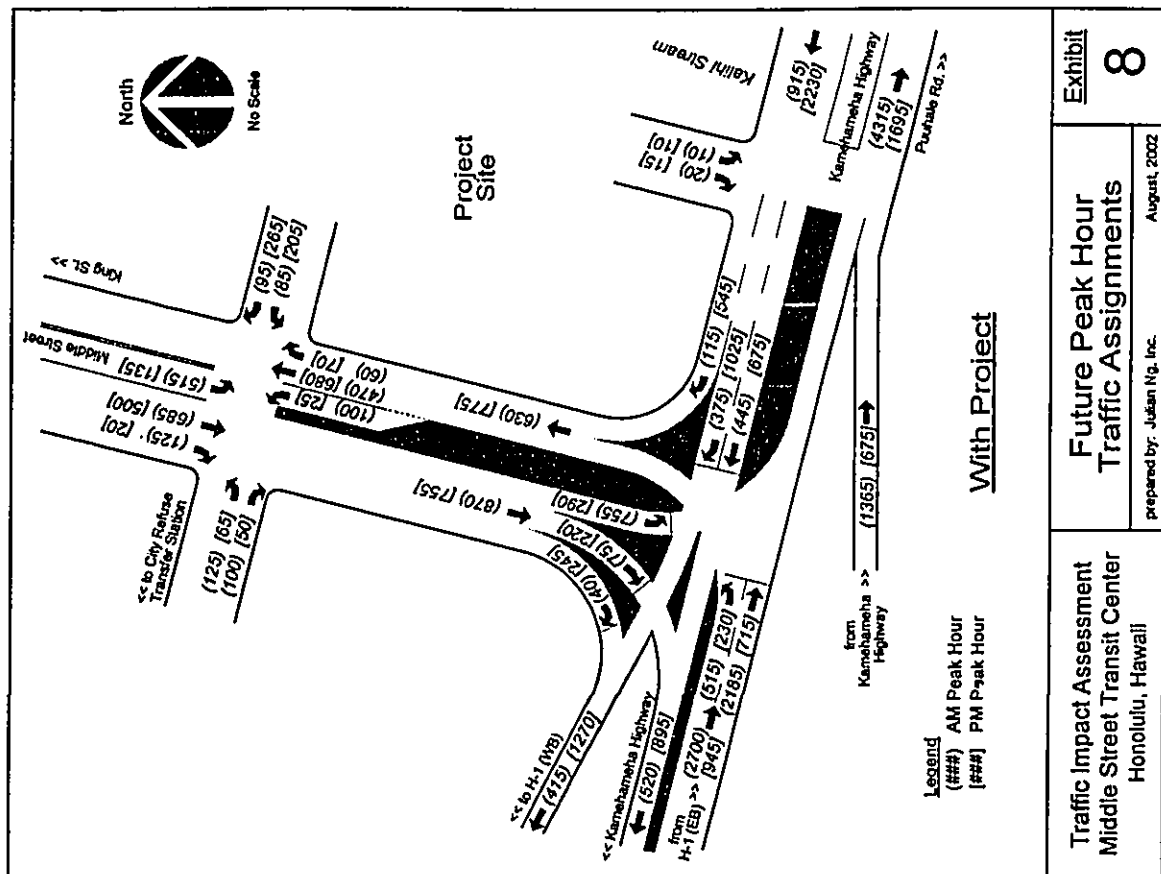 North
No Scale
Kalihi Stream
Project
Site
King St. >>
Middle Street
(95) [265]
(85) [205]
(515) [135]
(685) [500]
(125) [20]
<< to City Refuse
Transfer Station
(125) [65]
(100) [50]
(60) [70]
(470) [680]
(100) [25]
(630) [775]
(870) [755]
(755) [290]
(75) [220]
(40) [245]
(20) [15]
(10) [10]
(915)
[2230]
Kamehameha Highway
(4315)
[1695]
Puuhale Rd. >>
(115) [545]
(375) [1025]
(445) [675]
<< to H-1 (WB)
(415) [1270]
<< Kamehameha Highway
(520) [895]
from
H-1 (EB) >>
(2700)
[945]
(515) [230]
(2185) [715]
from
Kamehameha >>
Highway
(1365) [675]
With Project
Legend
(###) AM Peak Hour
[###] PM Peak Hour
Traffic Impact Assessment
Middle Street Transit Center
Honolulu, Hawaii
Future Peak Hour
Traffic Assignments
prepared by: Julian Ng, Inc.
August, 2002
Exhibit
8